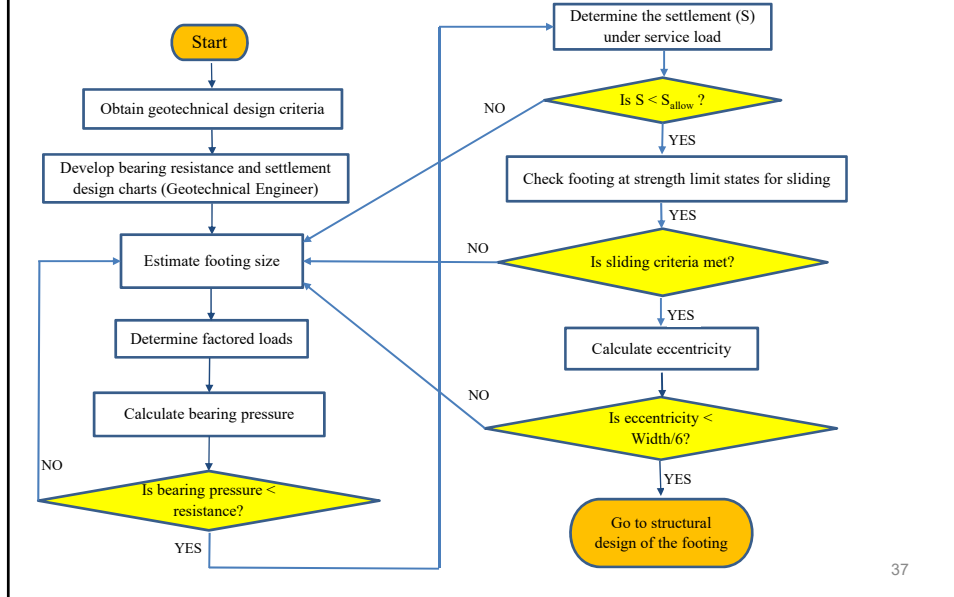 Start
Obtain geotechnical design criteria
Develop bearing resistance and settlement
design charts (Geotechnical Engineer)
Estimate footing size
Determine factored loads
Calculate bearing pressure
NO
Is bearing pressure <
resistance?
YES
Determine the settlement (S)
under service load
NO
Is S < Sallow ?
YES
Check footing at strength limit states for sliding
YES
NO
Is sliding criteria met?
YES
Calculate eccentricity
NO
Is eccentricity <
Width/6?
YES
Go to structural
design of the footing
37